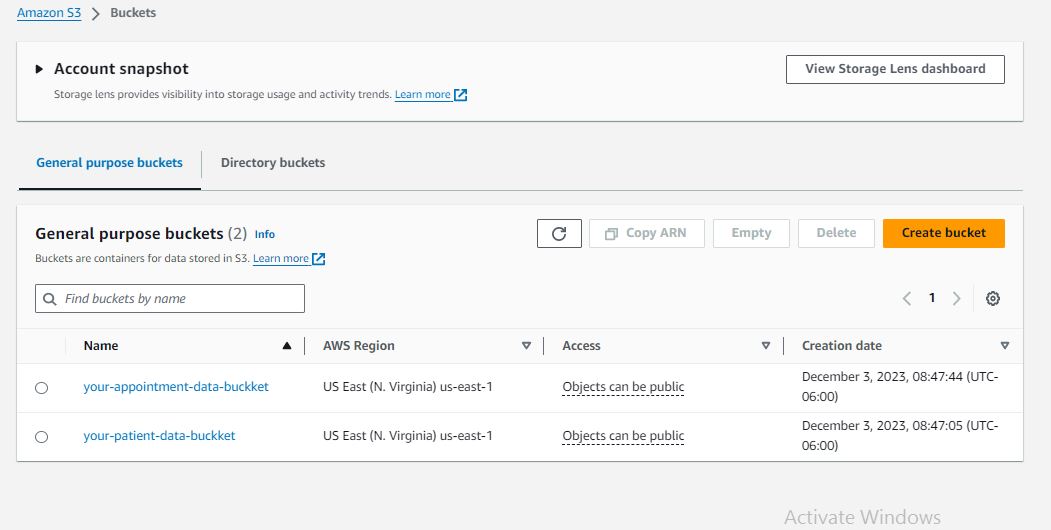 Amazon S3 > Buckets
Account snapshot
View Storage Lens dashboard
Storage lens provides visibility into storage usage and activity trends. Learn more
General purpose buckets
Directory buckets
General purpose buckets (2) Info
Copy ARN
Empty
Delete
Create bucket
Buckets are containers for data stored in S3. Learn more
Find buckets by name
1
Name
AWS Region
Access
Creation date
your-appointment-data-buckket
US East (N. Virginia) us-east-1
Objects can be public
December 3, 2023, 08:47:44 (UTC-
06:00)
your-patient-data-buckket
US East (N. Virginia) us-east-1
Objects can be public
December 3, 2023, 08:47:05 (UTC-
06:00)
Activate Windows